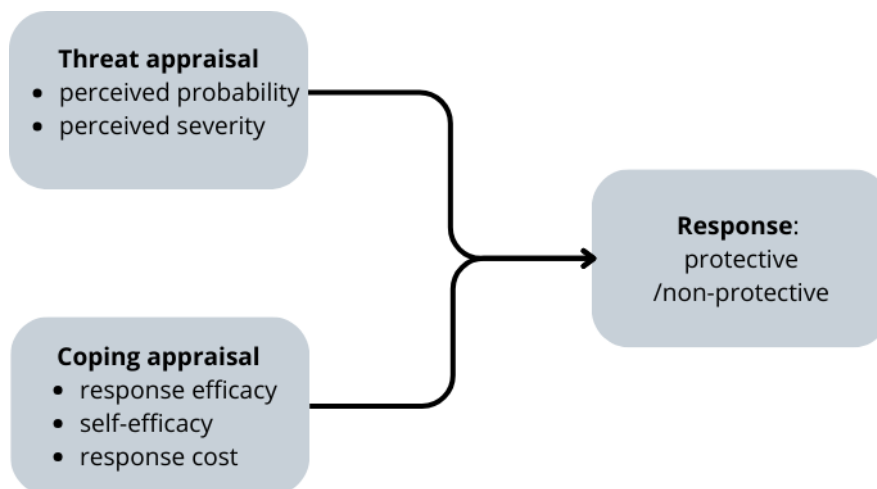 Threat appraisal
• perceived probability
• perceived severity
Coping appraisal
• response efficacy
• self-efficacy
• response cost
Response:
protective
/non-protective